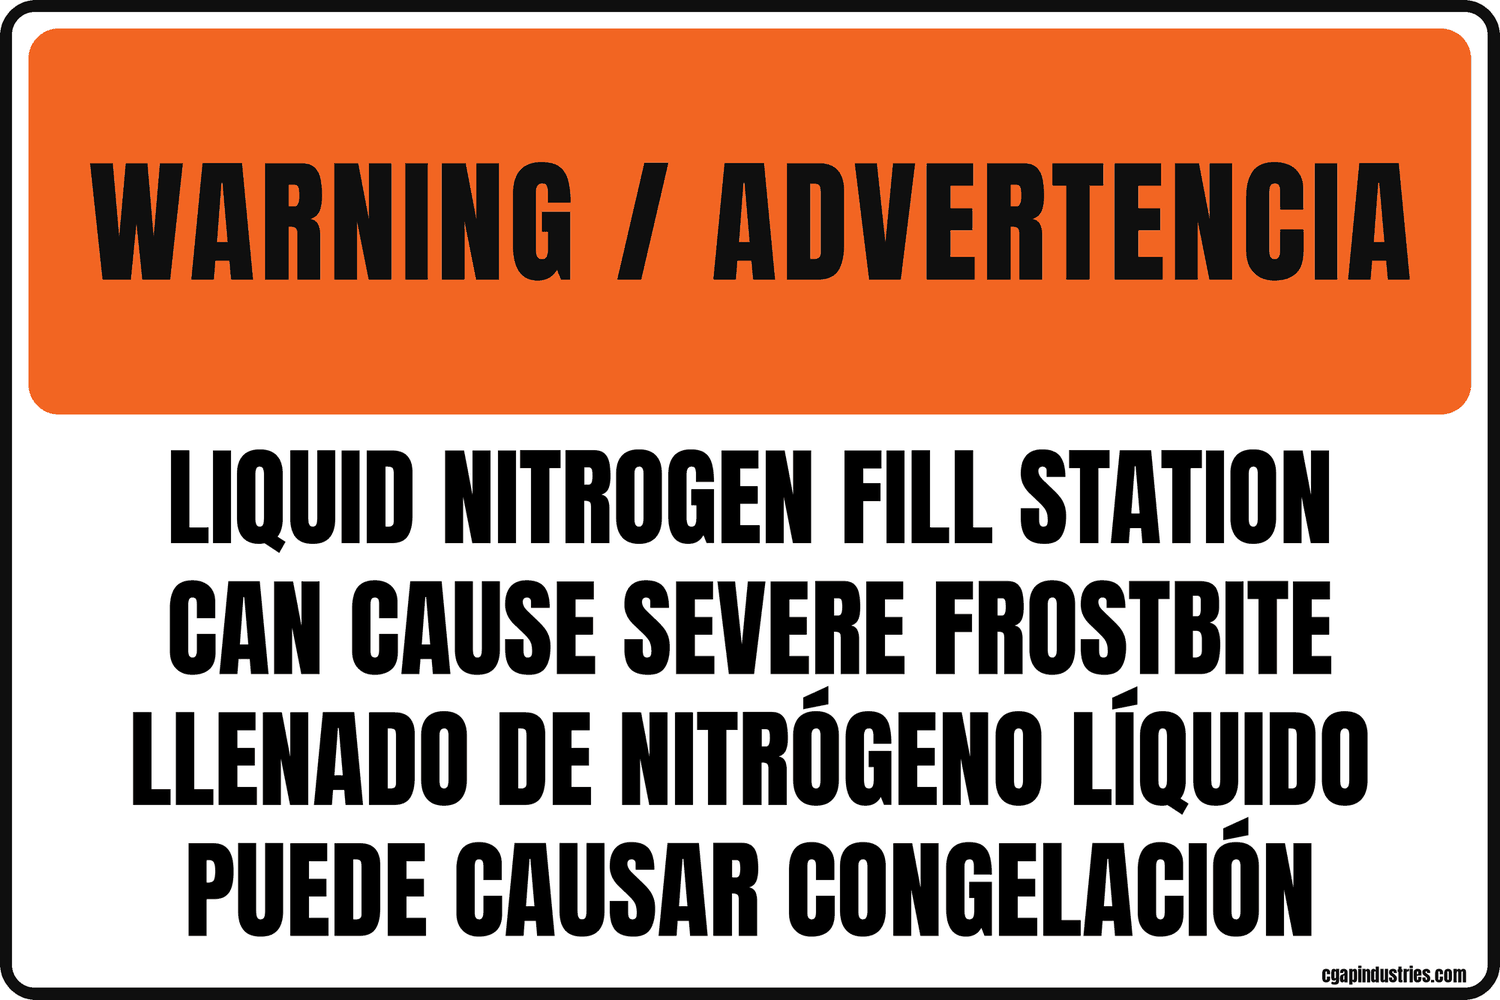 WARNING / ADVERTENCIA
LIQUID NITROGEN FILL STATION
CAN CAUSE SEVERE FROSTBITE
LLENADO DE NITRÓGENO LÍQUIDO
PUEDE CAUSAR CONGELACIÓN
cgapindustries.com